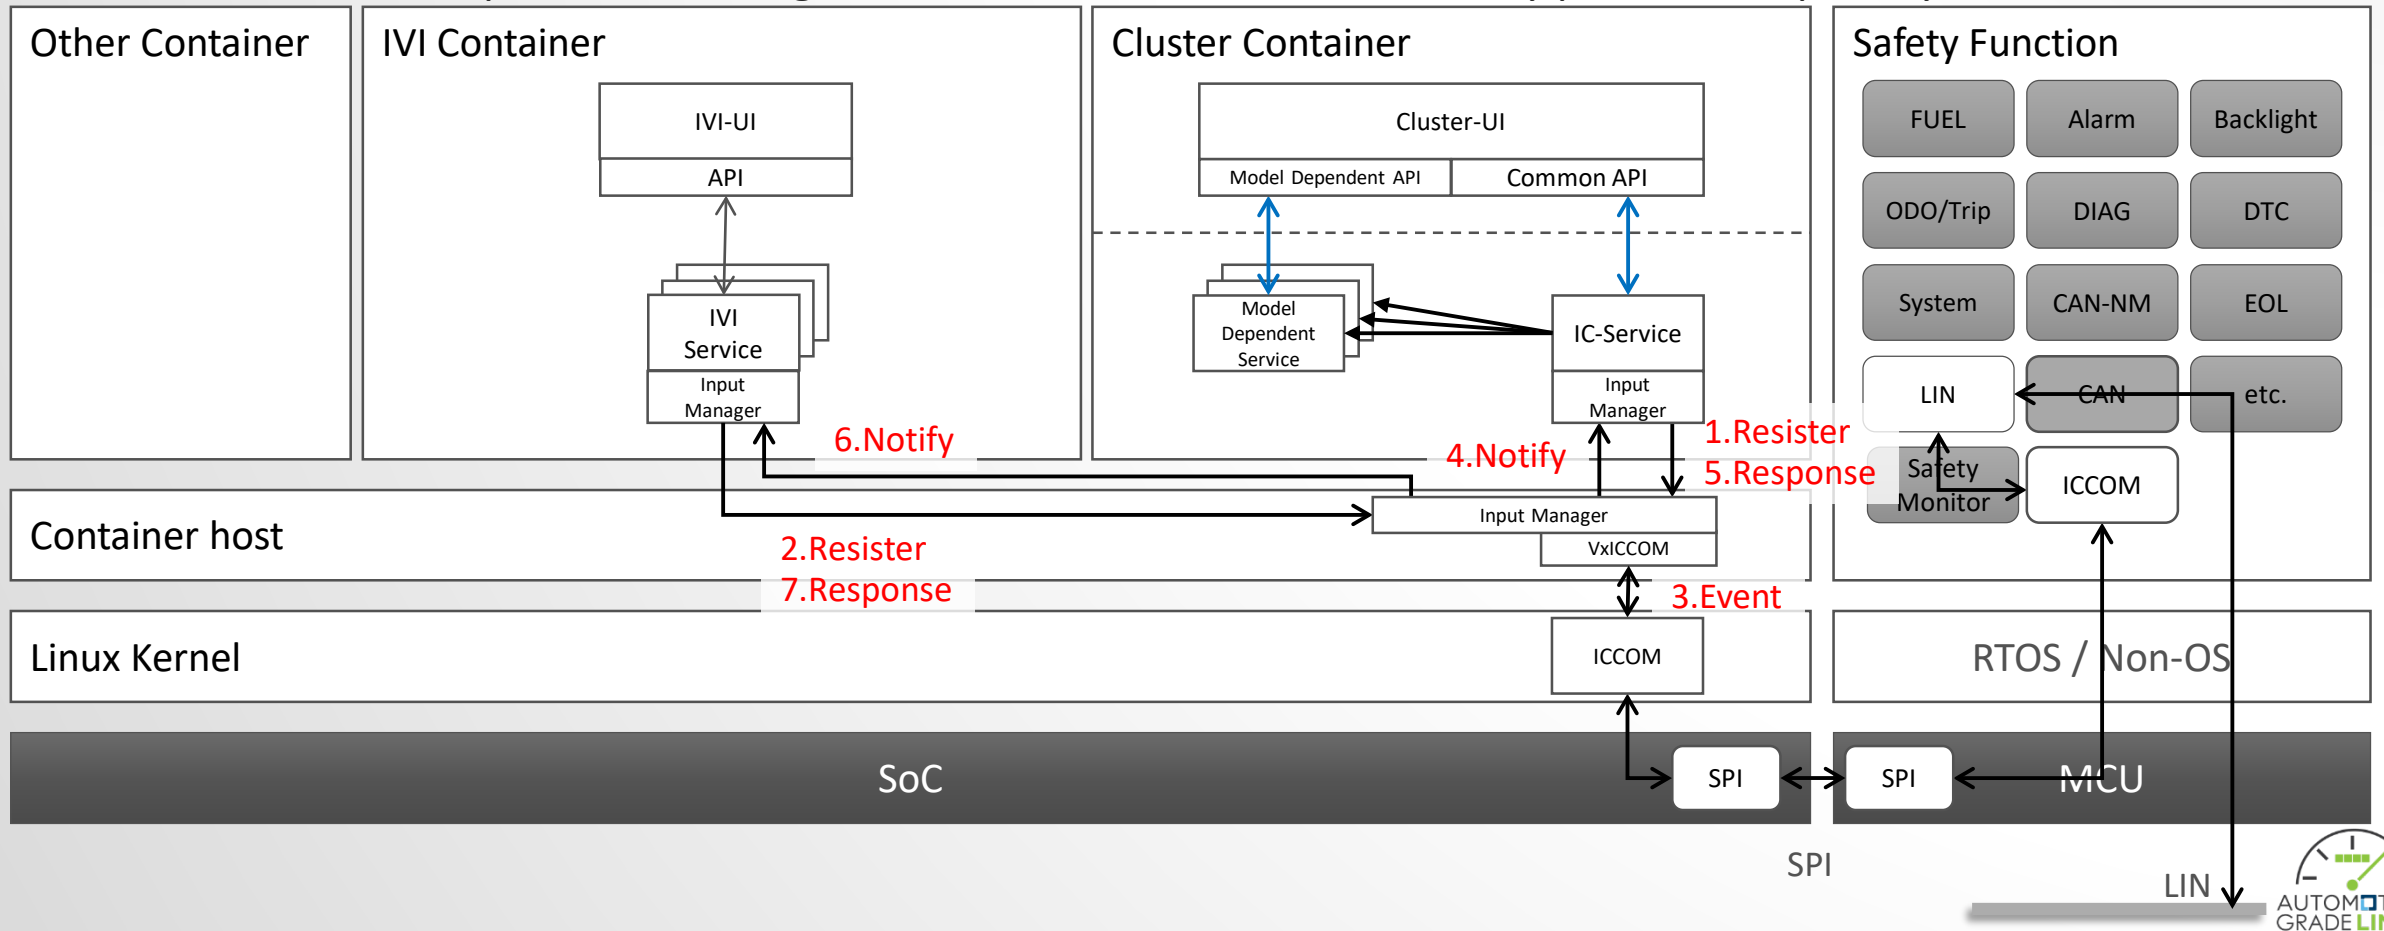 Other Container
IVI Container
Cluster Container
Safety Function
IVI-UI
API
Cluster-UI
Model Dependent API
Common API
FUEL
Alarm
Backlight
ODO/Trip
DIAG
DTC
System
CAN-NM
EOL
LIN
CAN
etc.
Safety
Monitor
ICCOM
IVI
Service
Input
Manager
Model
Dependent
Service
IC-Service
Input
Manager
6.Notify
4.Notify
1.Resister
5.Response
Container host
Input Manager
VxICCOM
2.Resister
7.Response
3.Event
Linux Kernel
ICCOM
RTOS / Non-OS
SoC
SPI
SPI
MCU
SPI
LIN